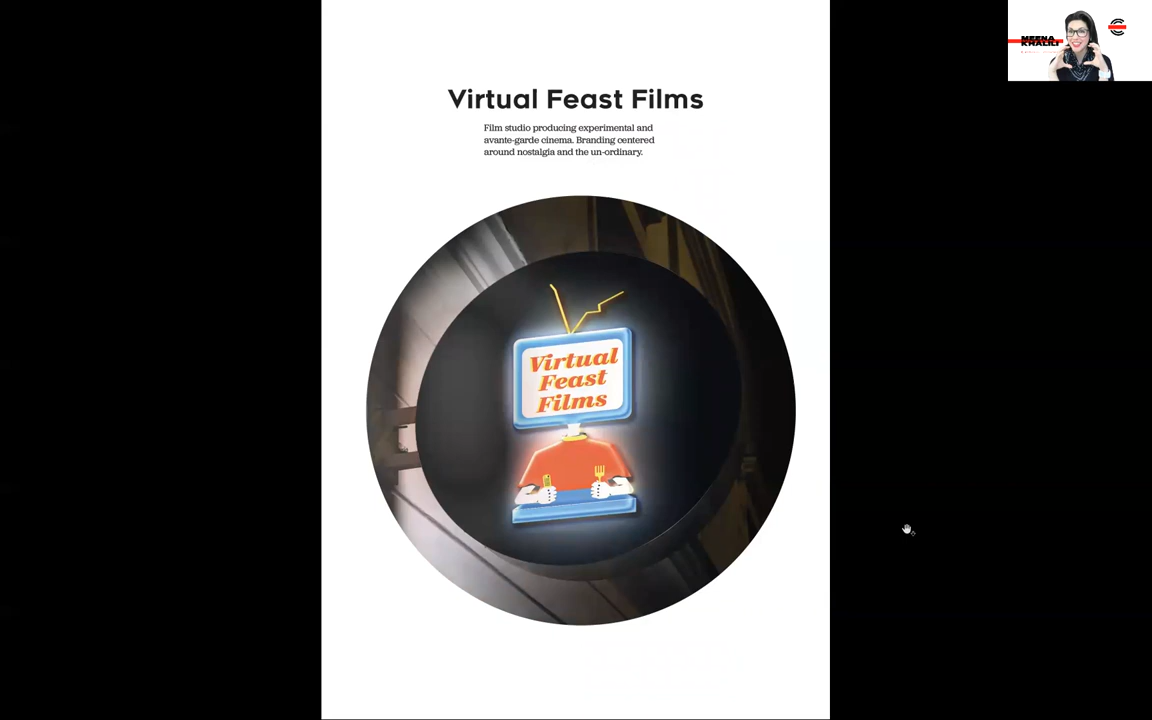 Virtual Feast Films
Film studio producing experimental and
avante-garde cinema. Branding centered
around nostalgia and the un-ordinary.
Virtual
Feast
Films
MEENA
KHALILI